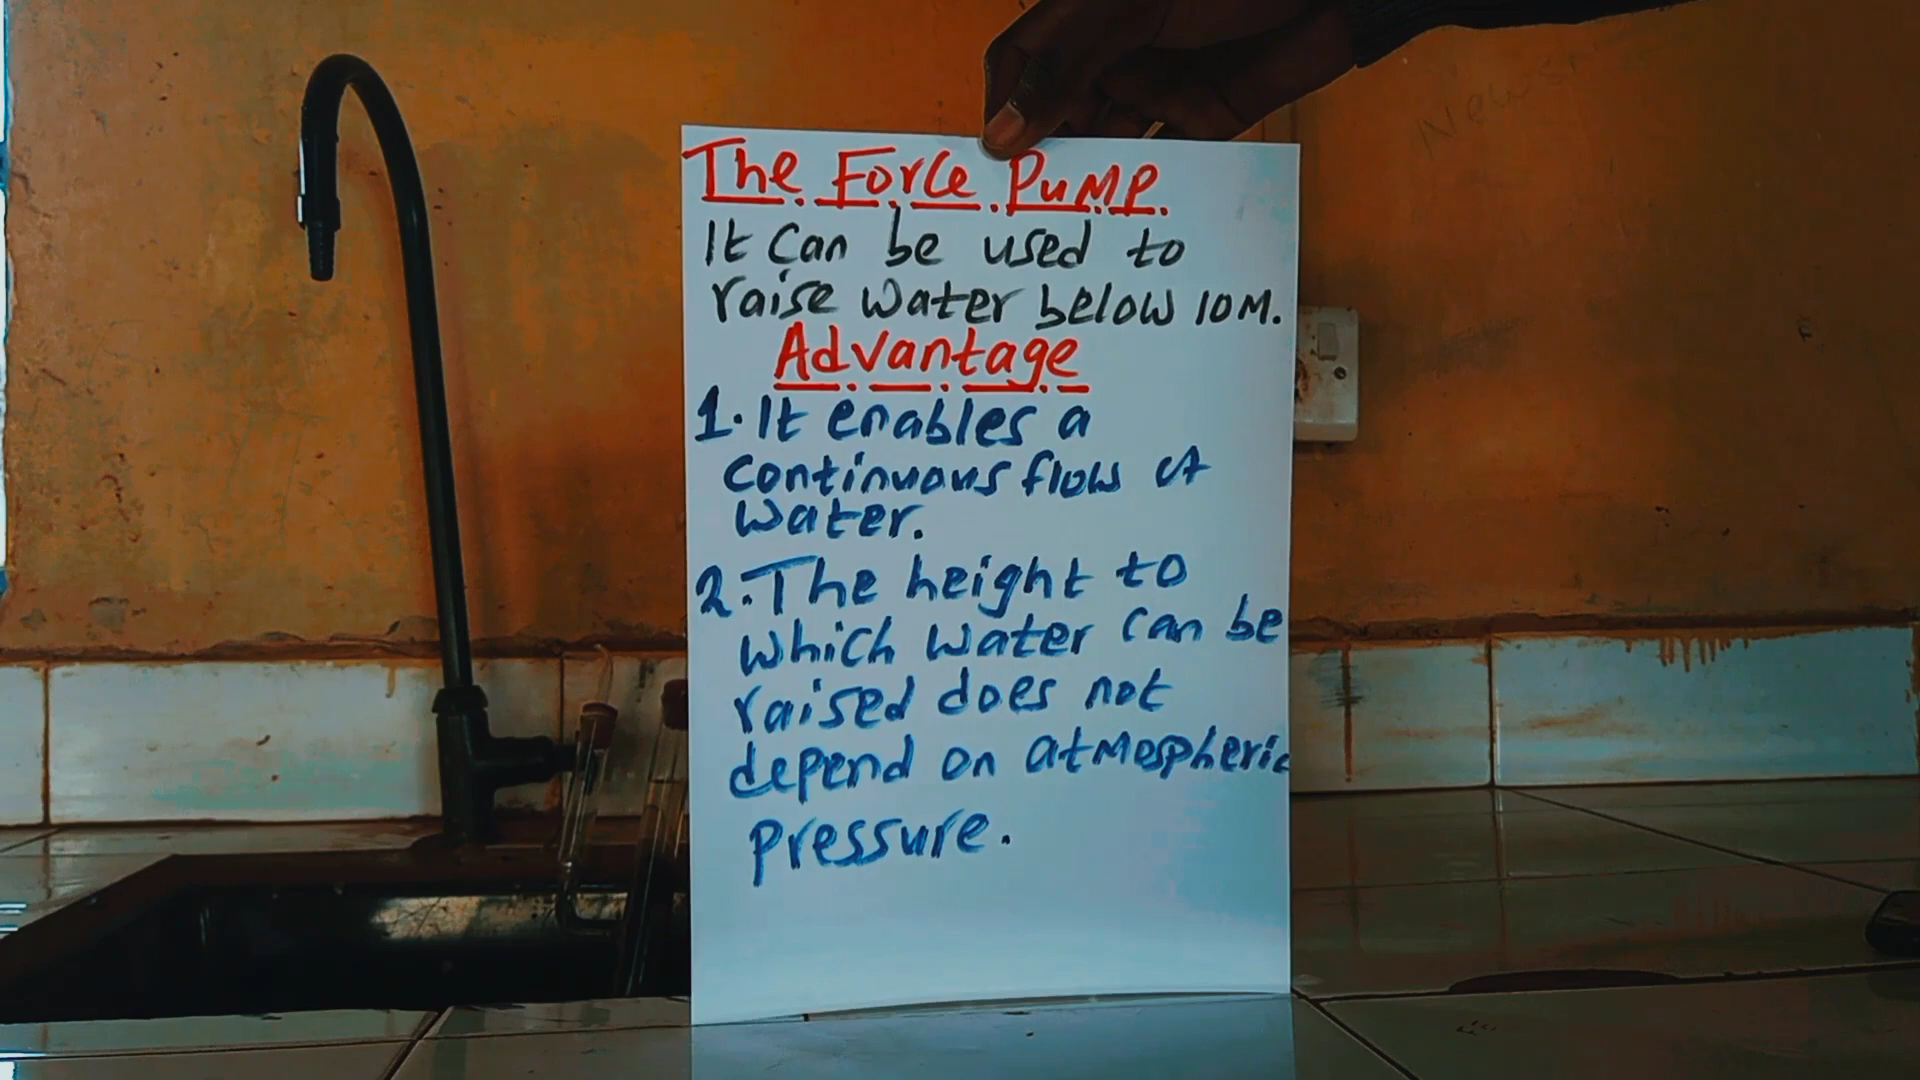 The Force Pump.
It Can be used to
raise water below 10M.
Advantage
1. It enables a
continuous flow of
water.
2. The height to
which water can be
raised does not
depend on atmospheric
pressure.
New